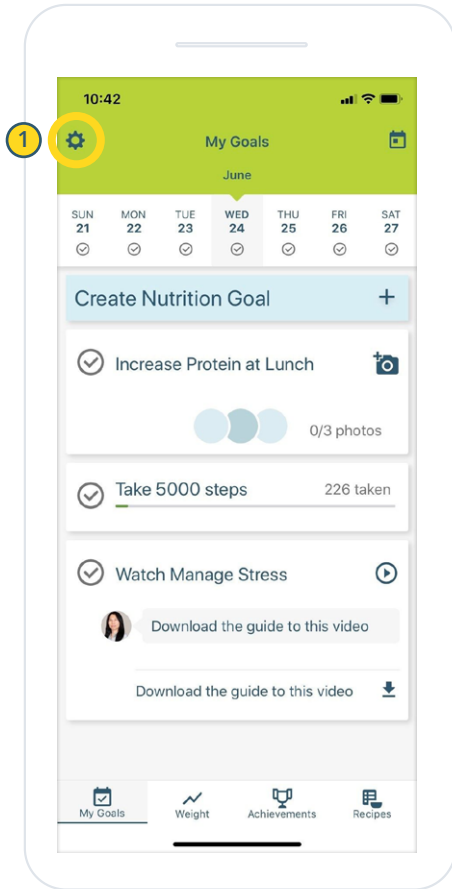 10:42
1
My Goals
June
SUN MON TUE WED THU FRI SAT
21 22 23 24 25 26 27
Create Nutrition Goal +
Increase Protein at Lunch
0/3 photos
Take 5000 steps 226 taken
Watch Manage Stress
Download the guide to this video
Download the guide to this video
My Goals Weight Achievements Recipes